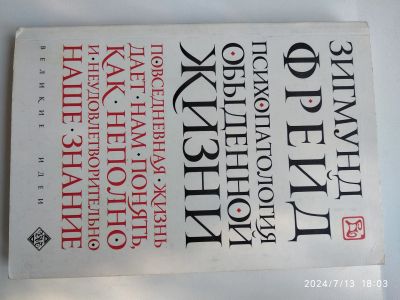 ЗИГМУНД
ФРЕЙД
ПСИХОПАТОЛОГИЯ
ОБЫДЕННОЙ
ЖИЗНИ
ПОВСЕДНЕВНАЯ·ЖИЗНЬ
ДАЕТ·НАМ·ПОНЯТЬ,
КАК·НЕПОЛНО
И·НЕУДОВЛЕТВОРИТЕЛЬНО
НАШЕ·ЗНАНИЕ
ВЕЛИКИЕ ИДЕИ
2024/7/13 18:03